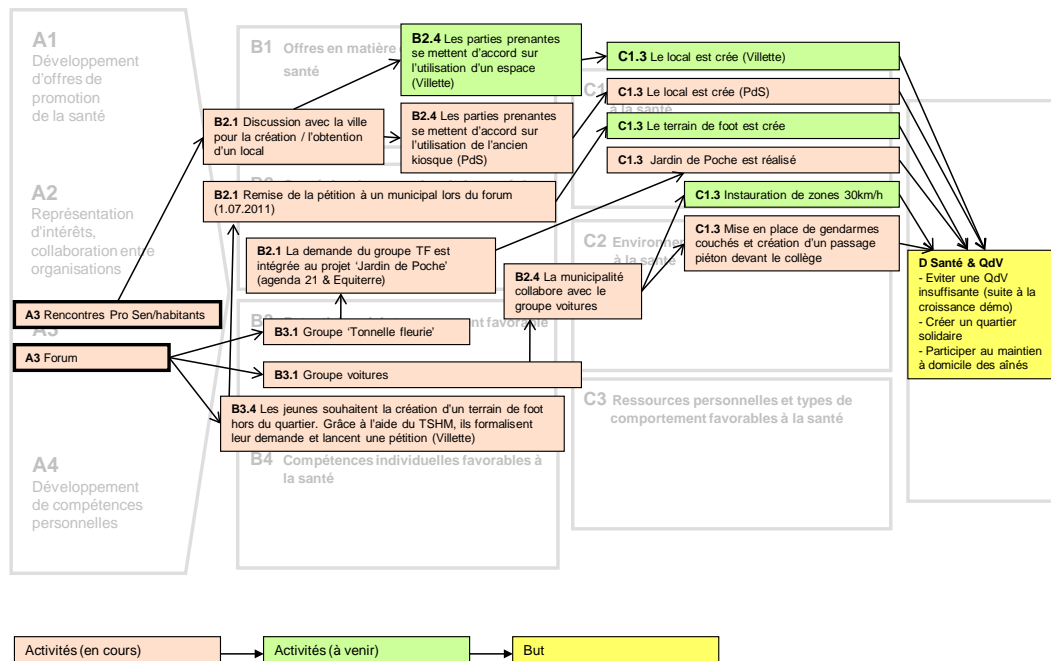 A1
Développement
d'offres de
promotion
de la santé
A2
Représentation
d'intérêts,
collaboration entre
organisations
A3 Rencontres Pro Sen/habitants
A3
A3 Forum
A4
Développement
de compétences
personnelles
B1 Offres en matière
santé
B2.4 Les parties prenantes
se mettent d'accord sur
l'utilisation d'un espace
(Villette)
B2.1 Discussion avec la ville
pour la création / l'obtention
d'un local
B2.4 Les parties prenantes
se mettent d'accord sur
l'utilisation de l'ancien
kiosque (PdS)
B2.1 Remise de la pétition à un municipal lors du forum
(1.07.2011)
B2.1 La demande du groupe TF est
intégrée au projet 'Jardin de Poche'
(agenda 21 & Equiterre)
B2.4 La municipalité
collabore avec le
groupe voitures
favorable
B3.1 Groupe 'Tonnelle fleurie'
B3.1 Groupe voitures
B3.4 Les jeunes souhaitent la création d'un terrain de foot
hors du quartier. Grâce à l'aide du TSHM, ils formalisent
leur demande et lancent une pétition (Villette)
B4 Compétences individuelles favorables à
la santé
C1.3 Le local est crée (Villette)
C1.3 Le local est crée (PdS)
à la santé
C1.3 Le terrain de foot est crée
C1.3 Jardin de Poche est réalisé
C1.3 Instauration de zones 30km/h
C2
à la santé
C1.3 Mise en place de gendarmes
couchés et création d'un passage
piéton devant le collège
C3 Ressources personnelles et types de
comportement favorables à la santé
D Santé & QdV
- Eviter une QdV
insuffisante (suite à la
croissance démo)
- Créer un quartier
solidaire
- Participer au maintien
à domicile des aînés
Activités (en cours)
Activités (à venir)
But